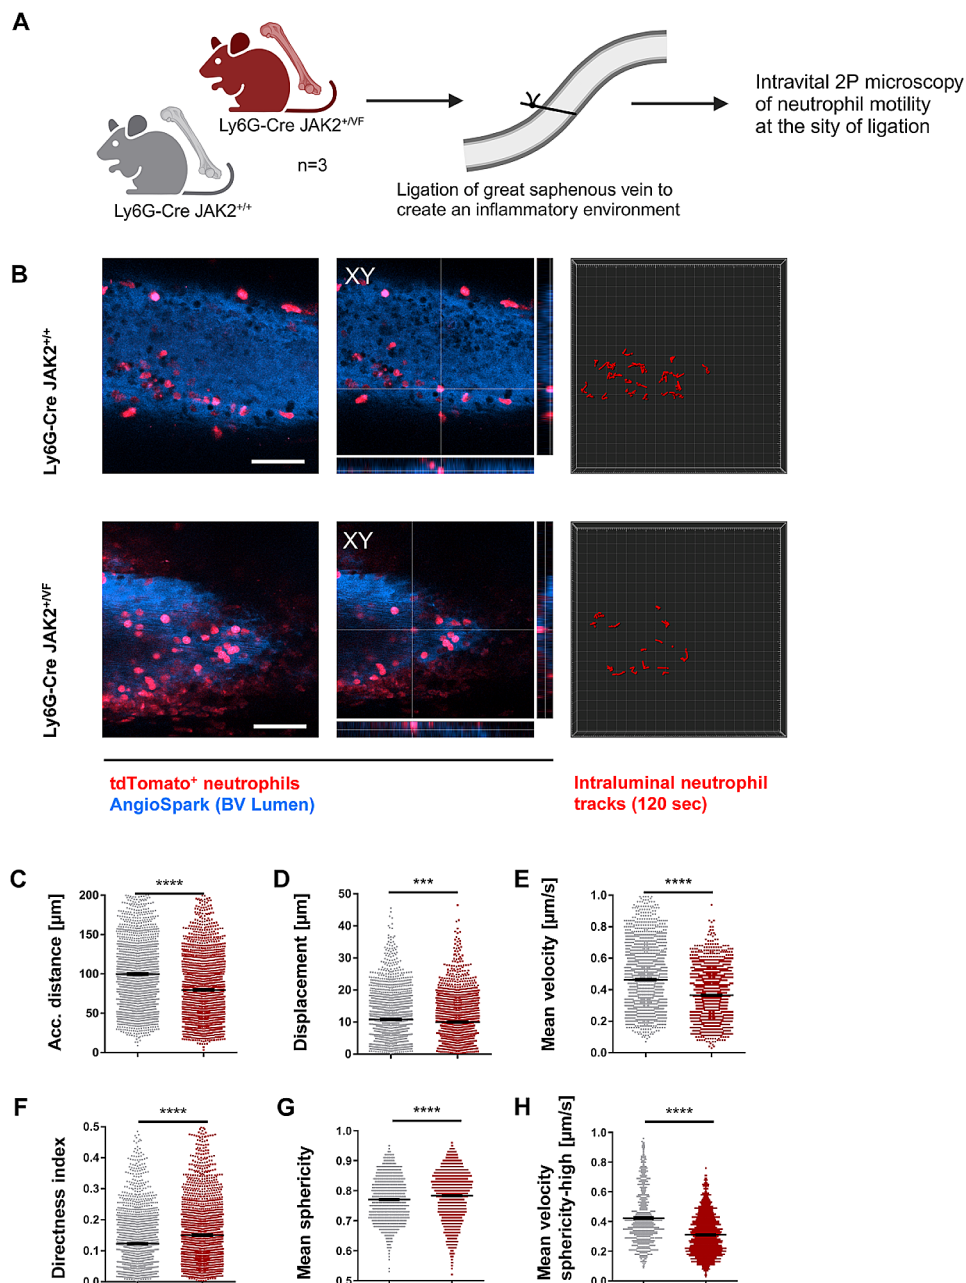 A
Ly6G-Cre JAK2+/VF
n=3
Ly6G-Cre JAK2+/+
Ligation of great saphenous vein to
create an inflammatory environment
Intravital 2P microscopy
of neutrophil motility
at the sity of ligation
B
Ly6G-Cre JAK2+/+
XY
Ly6G-Cre JAK2+/VF
XY
tdTomato+ neutrophils
AngioSpark (BV Lumen)
Intraluminal neutrophil
tracks (120 sec)
C
Acc. distance [µm]
200
150
100
50
0
****
D
Displacement [µm]
50
40
30
20
10
0
***
E
Mean velocity [µm/s]
1.0
0.8
0.6
0.4
0.2
0.0
****
F
Directness index
0.5
0.4
0.3
0.2
0.1
0.0
****
G
Mean sphericity
1.0
0.9
0.8
0.7
0.6
0.5
****
H
Mean velocity
sphericity-high [µm/s]
1.0
0.8
0.6
0.4
0.2
0.0
****